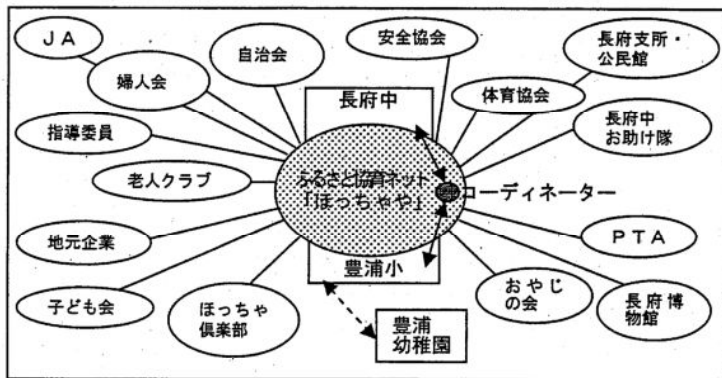 JA
婦人会
自治会
安全協会
長府支所・
公民館
指導委員
長府中
体育協会
長府中
お助け隊
老人クラブ
ふるさと協育ネット
「ほっちゃや」
コーディネーター
地元企業
豊浦小
PTA
子ども会
ほっちゃ
倶楽部
おやじ
の会
長府博
物館
豊浦
幼稚園